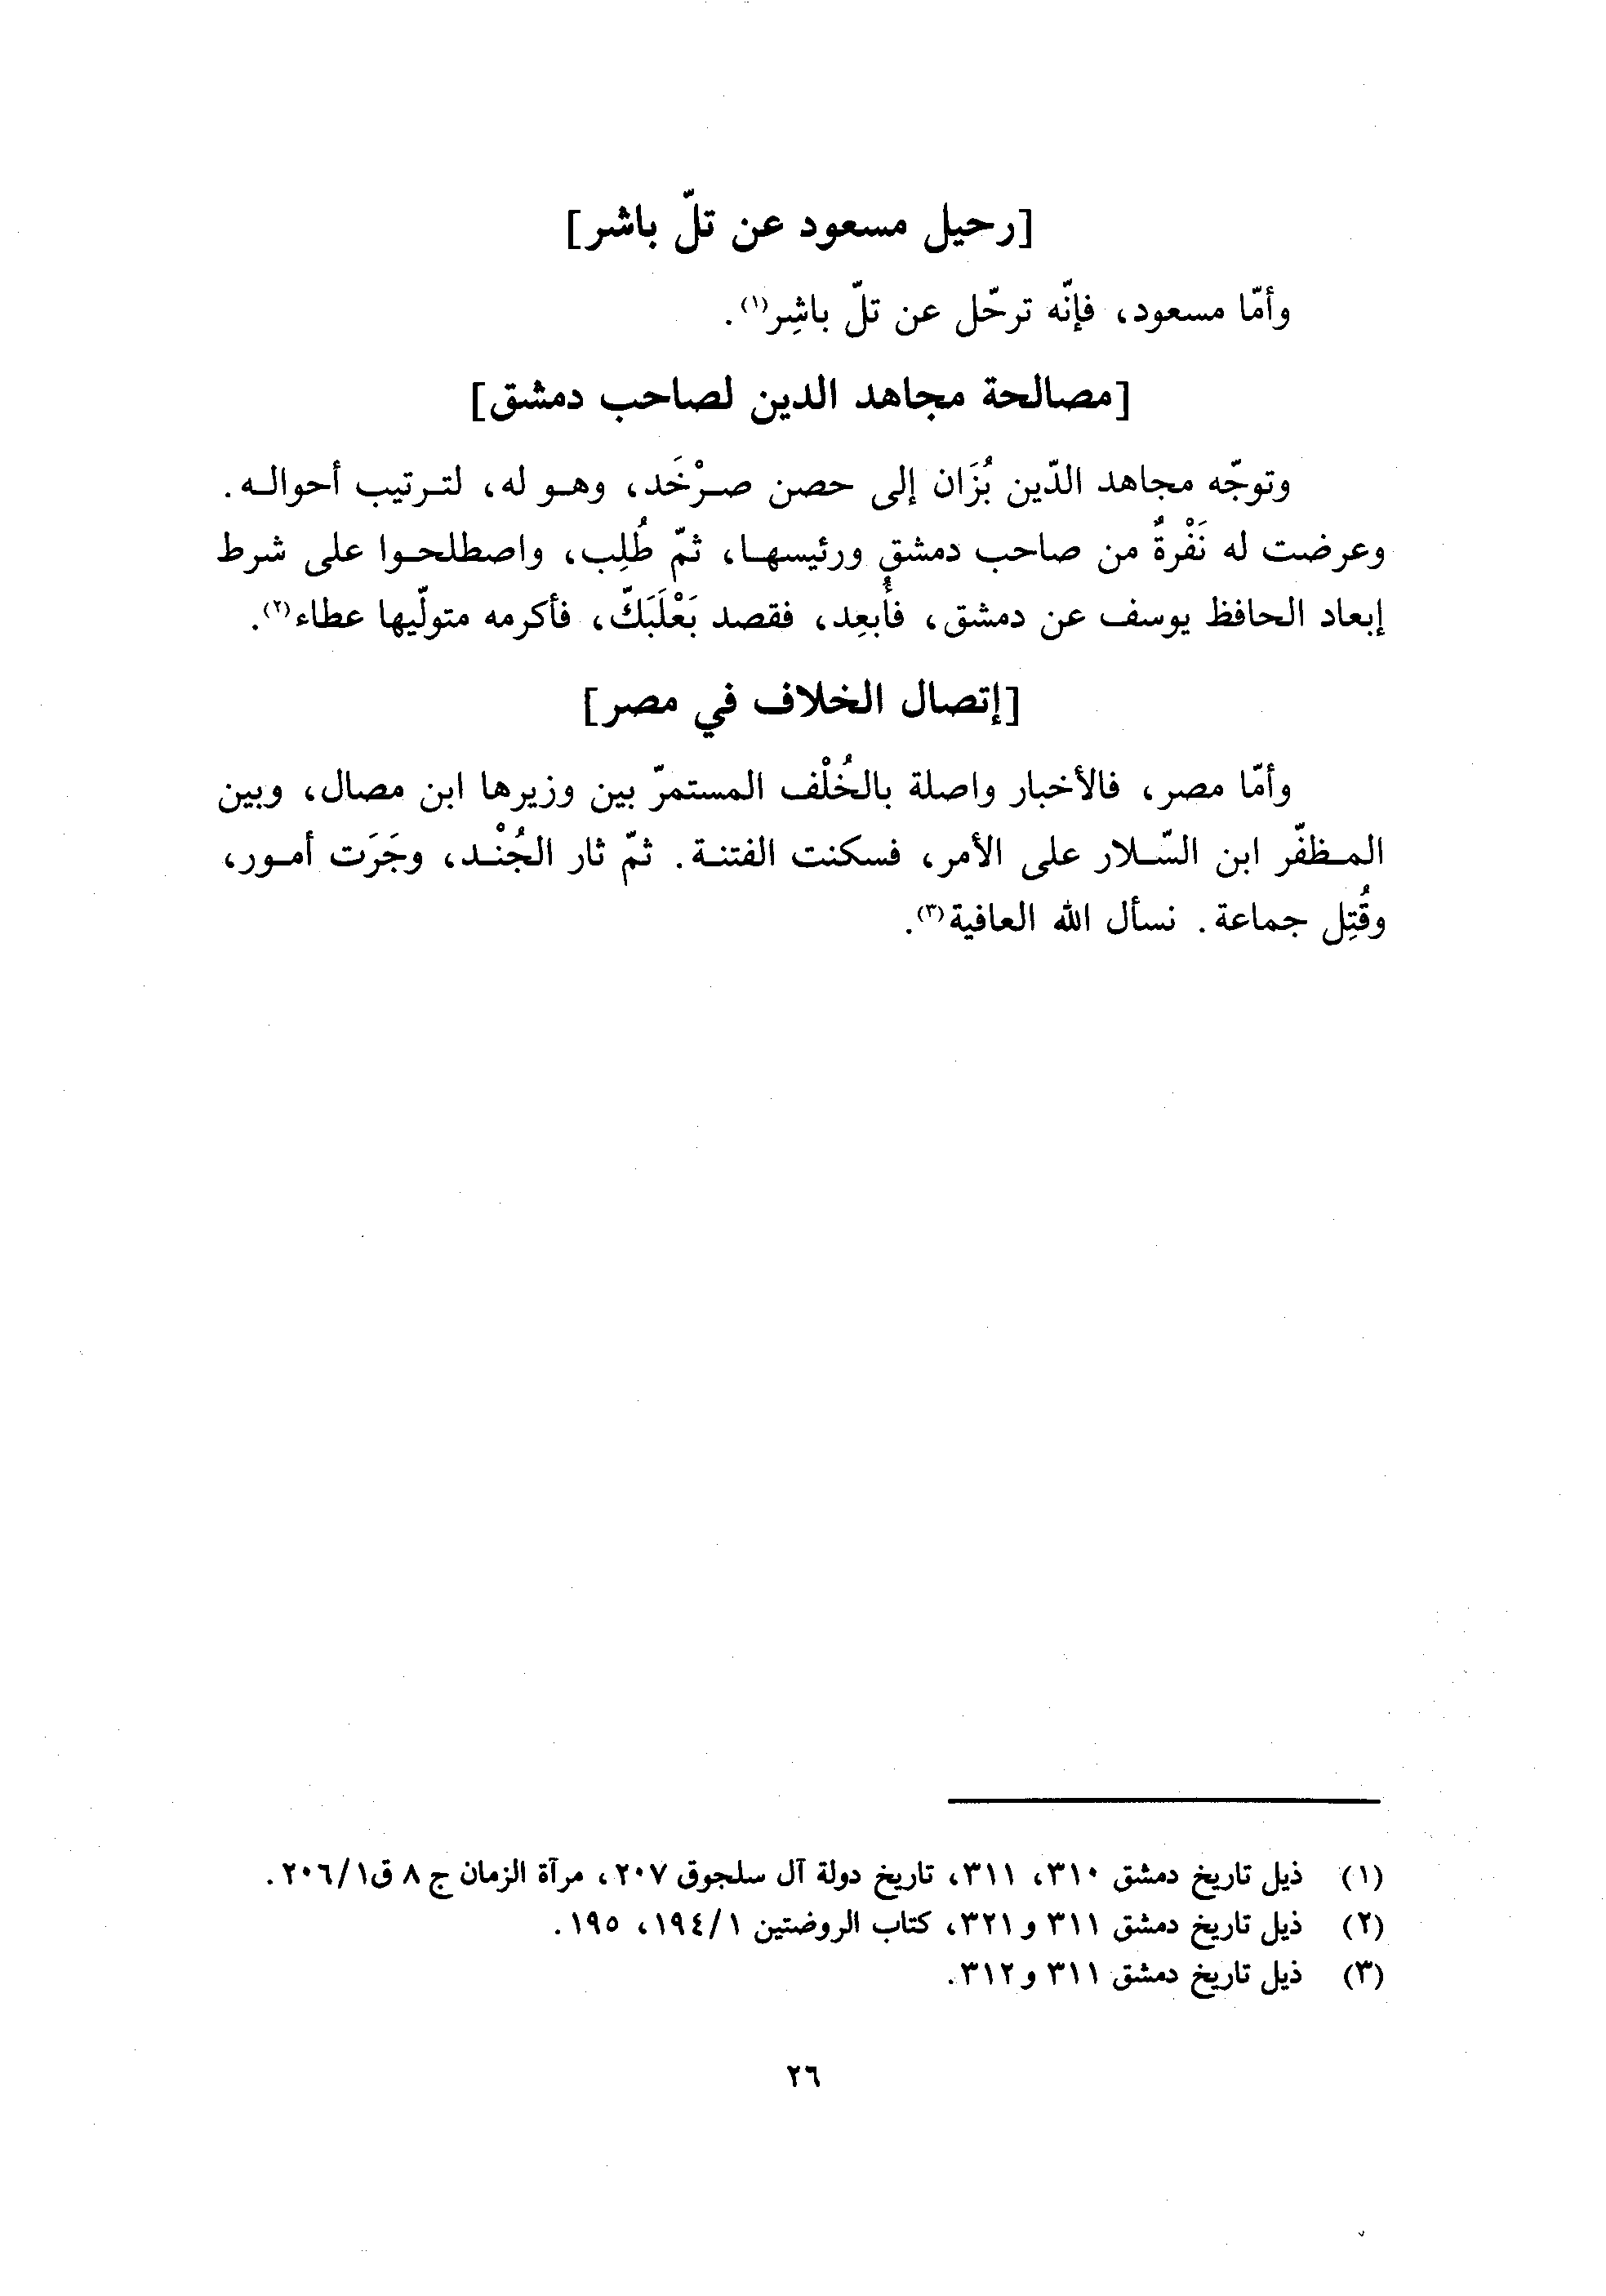 [رحيل مسعود عن تلّ باشر]
وأمّا مسعود، فإنّه ترحّل عن تلّ باشِر(١).
[مصالحة مجاهد الدين لصاحب دمشق]
وتوجّه مجاهد الدّين بُزَان إلى حصن صرْخَد، وهو له، لترتيب أحواله.
وعرضت له نَفْرةٌ من صاحب دمشق ورئيسها، ثمّ طُلِب، واصطلحوا على شرط
إبعاد الحافظ يوسف عن دمشق، فأُبعِد، فقصد بَعْلَبَكّ، فأكرمه متولّيها عطاء(٢).
[إتصال الخلاف في مصر]
وأمّا مصر، فالأخبار واصلة بالخُلْف المستمرّ بين وزيرها ابن مصال، وبين
المظفّر ابن السّلار على الأمر، فسكنت الفتنة. ثمّ ثار الجُنْد، وجَرَت أمور،
وقُتِل جماعة. نسأل الله العافية(٣).
(١) ذيل تاريخ دمشق ٣١٠، ٣١١، تاريخ دولة آل سلجوق ٢٠٧، مرآة الزمان ج ٨ ق١/٢٠٦.
(٢) ذيل تاريخ دمشق ٣١١ و٣٢١، كتاب الروضتين ١/١٩٤، ١٩٥.
(٣) ذيل تاريخ دمشق ٣١١ و٣١٢.
٢٦